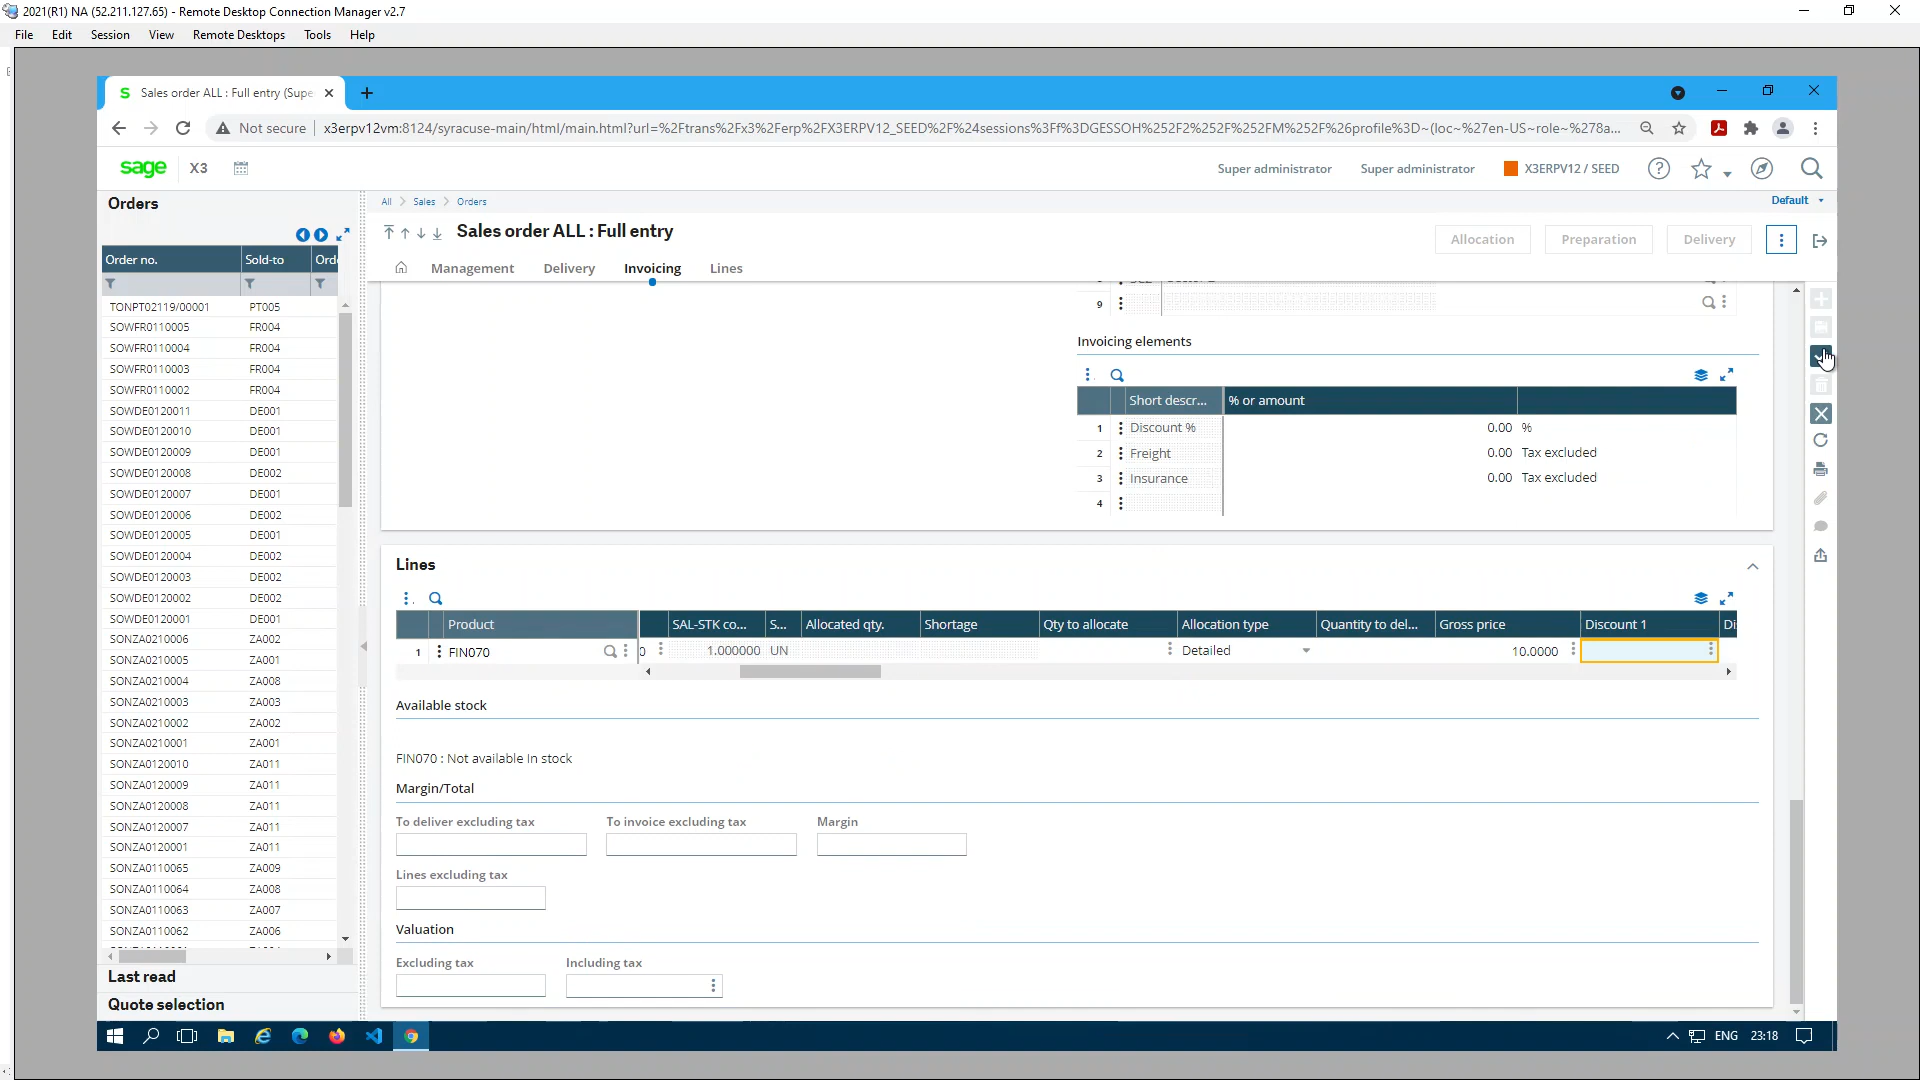 2021(R1) NA (52.211.127.65) - Remote Desktop Connection Manager v2.7
File Edit Session View Remote Desktops Tools Help
S Sales order ALL : Full entry (Supe
Not secure x3erpv12vm:8124/syracuse-main/html/main.html?url=%2Ftrans%2Fx3%2Ferp%2FX3ERPV12_SEED%2F%24sessions%3Ff%3DGESSOH%252F2%252F%252FM%252F%26profile%3D~(loc~%27en-US~role~%278a...
sage X3 Super administrator Super administrator X3ERPV12 / SEED
Orders
All Sales Orders Default
Sales order ALL : Full entry
Allocation Preparation Delivery
Management Delivery Invoicing Lines
Order no. Sold-to Orde
TONPT02119/00001 PT005
SOWFR0110005 FR004
SOWFR0110004 FR004
SOWFR0110003 FR004
SOWFR0110002 FR004
SOWDE0120011 DE001
SOWDE0120010 DE001
SOWDE0120009 DE001
SOWDE0120008 DE002
SOWDE0120007 DE001
SOWDE0120006 DE002
SOWDE0120005 DE001
SOWDE0120004 DE002
SOWDE0120003 DE002
SOWDE0120002 DE002
SOWDE0120001 DE001
SONZA0210006 ZA002
SONZA0210005 ZA001
SONZA0210004 ZA008
SONZA0210003 ZA003
SONZA0210002 ZA002
SONZA0210001 ZA001
SONZA0120010 ZA011
SONZA0120009 ZA011
SONZA0120008 ZA011
SONZA0120007 ZA011
SONZA0120001 ZA011
SONZA0110065 ZA009
SONZA0110064 ZA008
SONZA0110063 ZA007
SONZA0110062 ZA006
Last read
Quote selection
9
Invoicing elements
Short descr... % or amount
1 Discount % 0.00 %
2 Freight 0.00 Tax excluded
3 Insurance 0.00 Tax excluded
4
Lines
Product SAL-STK co... S... Allocated qty. Shortage Qty to allocate Allocation type Quantity to del... Gross price Discount 1 Di
1 FIN070 0 1.000000 UN Detailed 10.0000
Available stock
FIN070 : Not available In stock
Margin/Total
To deliver excluding tax To invoice excluding tax Margin
Lines excluding tax
Valuation
Excluding tax Including tax
ENG 23:18